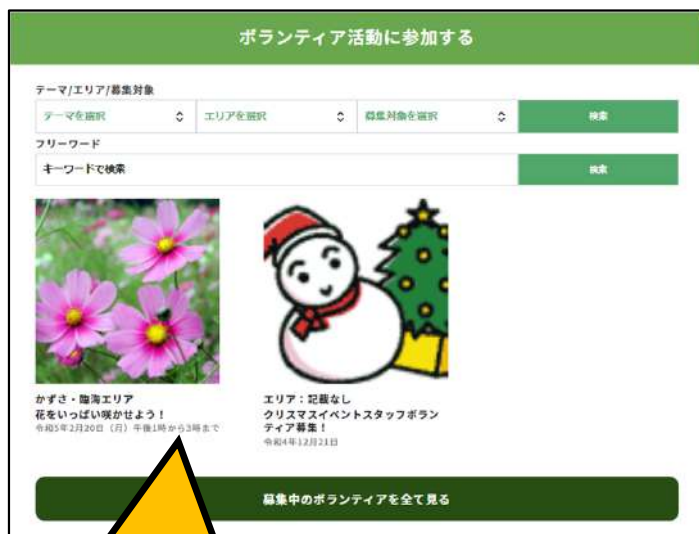 ボランティア活動に参加する
テーマ/エリア/募集対象
テーマを選択 エリアを選択 募集対象を選択 検索
フリーワード
キーワードで検索 検索
かずさ・臨海エリア
花をいっぱい咲かせよう！
令和5年2月20日（月）午後1時から3時まで
エリア：記載なし
クリスマスイベントスタッフボラン
ティア募集！
令和4年12月21日
募集中のボランティアを全て見る